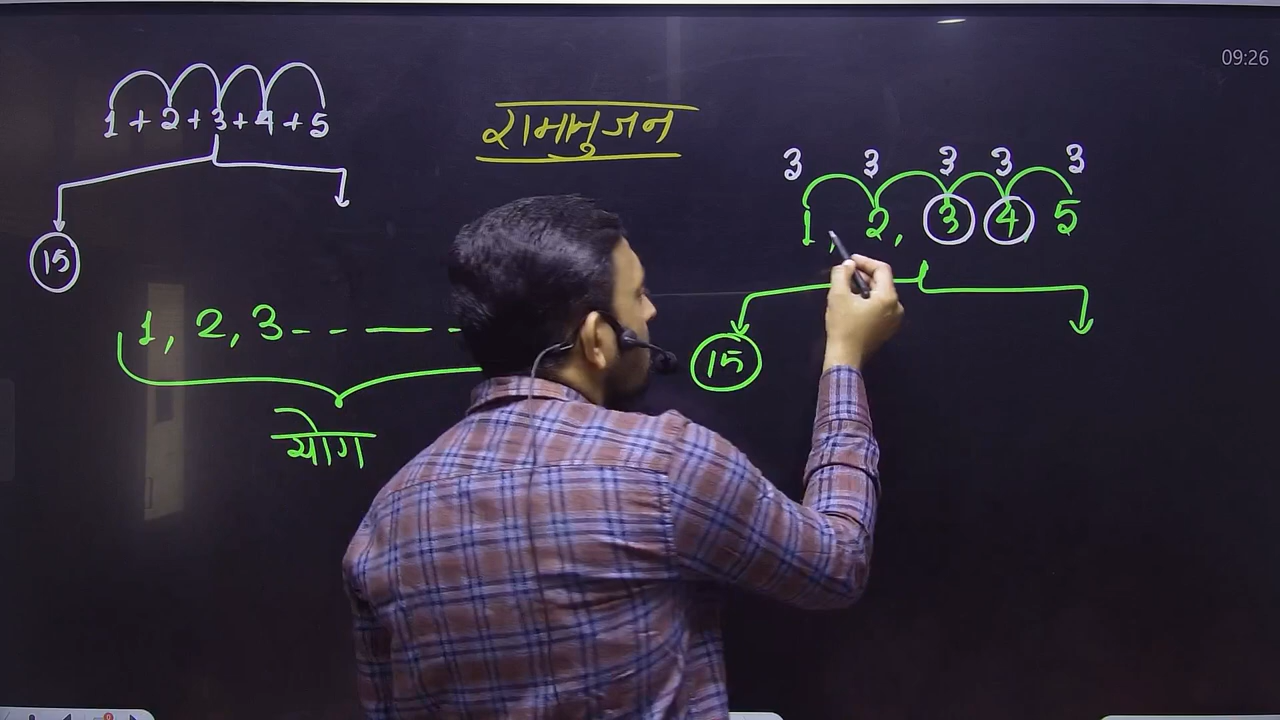 09:26
1+2+3+4+5
15
रामानुजन
3 3 3 3 3
1, 2, 3 4, 5
15
1, 2, 3-----
योग